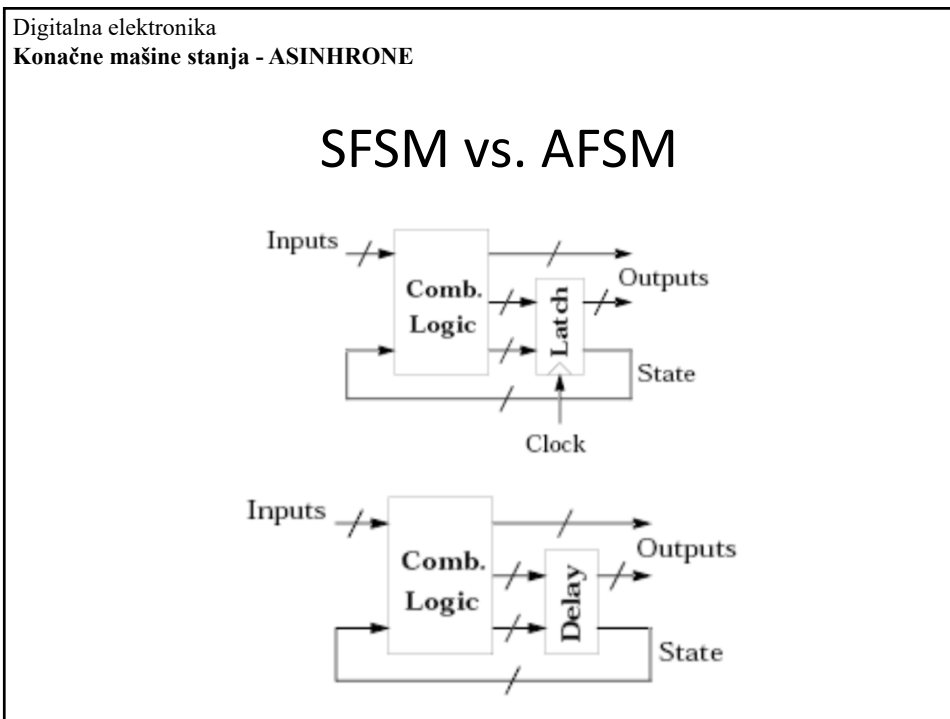 Digitalna elektronika
Konačne mašine stanja - ASINHRONE
SFSM vs. AFSM
Inputs
Comb.
Logic
Latch
Outputs
State
Clock
Inputs
Comb.
Logic
Delay
Outputs
State